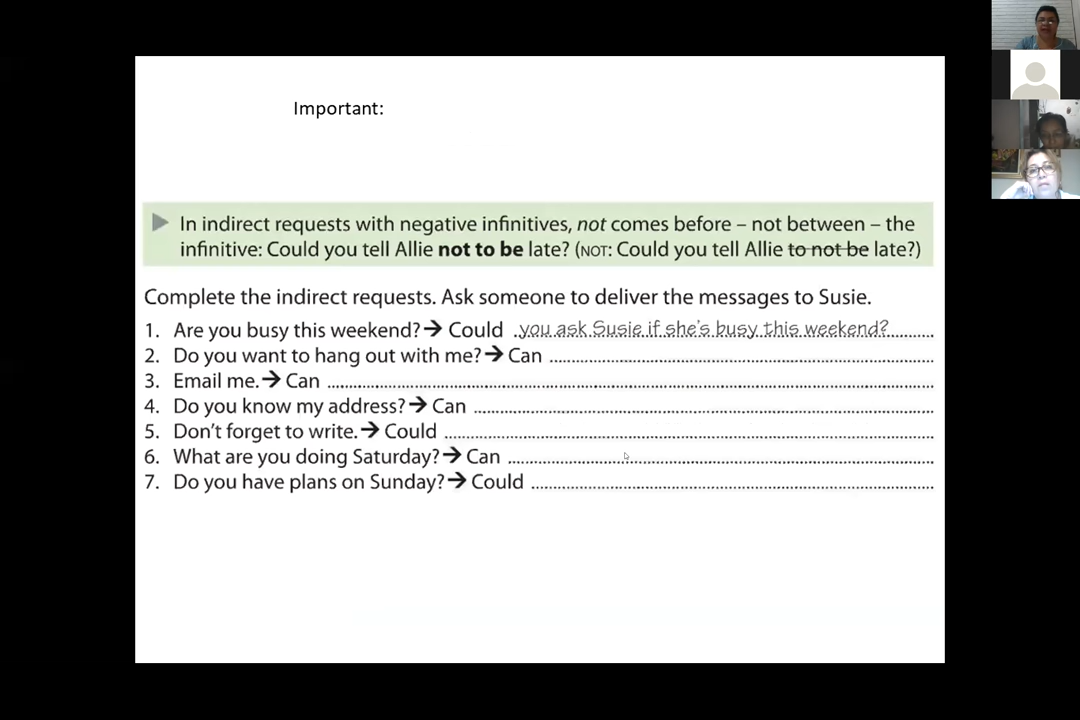 Important:
In indirect requests with negative infinitives, not comes before – not between – the
infinitive: Could you tell Allie not to be late? (NOT: Could you tell Allie to not be late?)
Complete the indirect requests. Ask someone to deliver the messages to Susie.
1. Are you busy this weekend? → Could you ask Susie if she's busy this weekend?
2. Do you want to hang out with me? → Can
3. Email me. → Can
4. Do you know my address? → Can
5. Don't forget to write. → Could
6. What are you doing Saturday? → Can
7. Do you have plans on Sunday? → Could